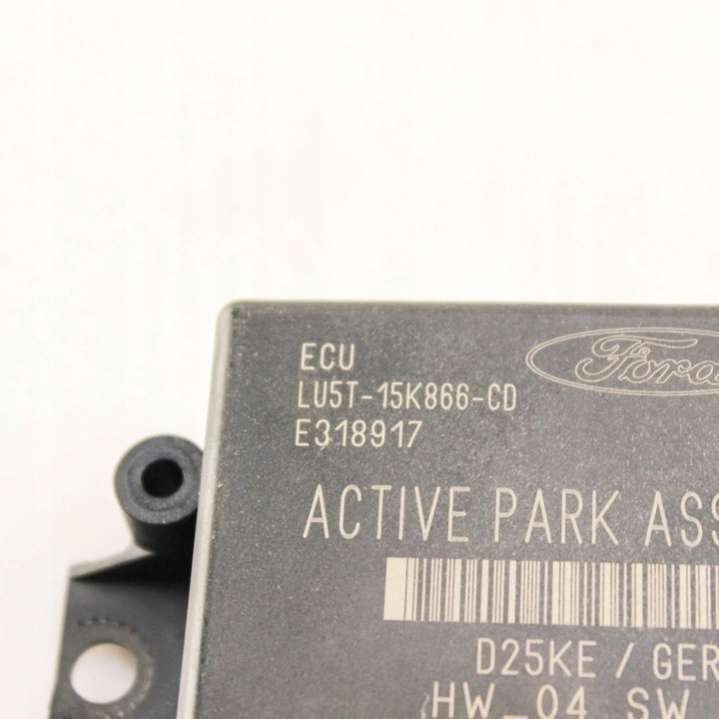 ECU
Ford
LU5T-15K866-CD
E318917
ACTIVE PARK ASS
D25KE / GER
HW_04 SW